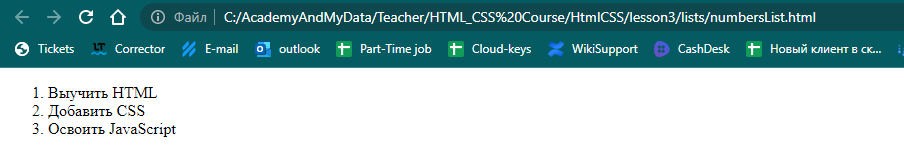 Файл C:/AcademyAndMyData/Teacher/HTML_CSS%20Course/HtmlCSS/lesson3/lists/numbersList.html
Tickets LT Corrector E-mail outlook Part-Time job Cloud-keys WikiSupport CashDesk Новый клиент в ск...
1. Выучить HTML
2. Добавить CSS
3. Освоить JavaScript